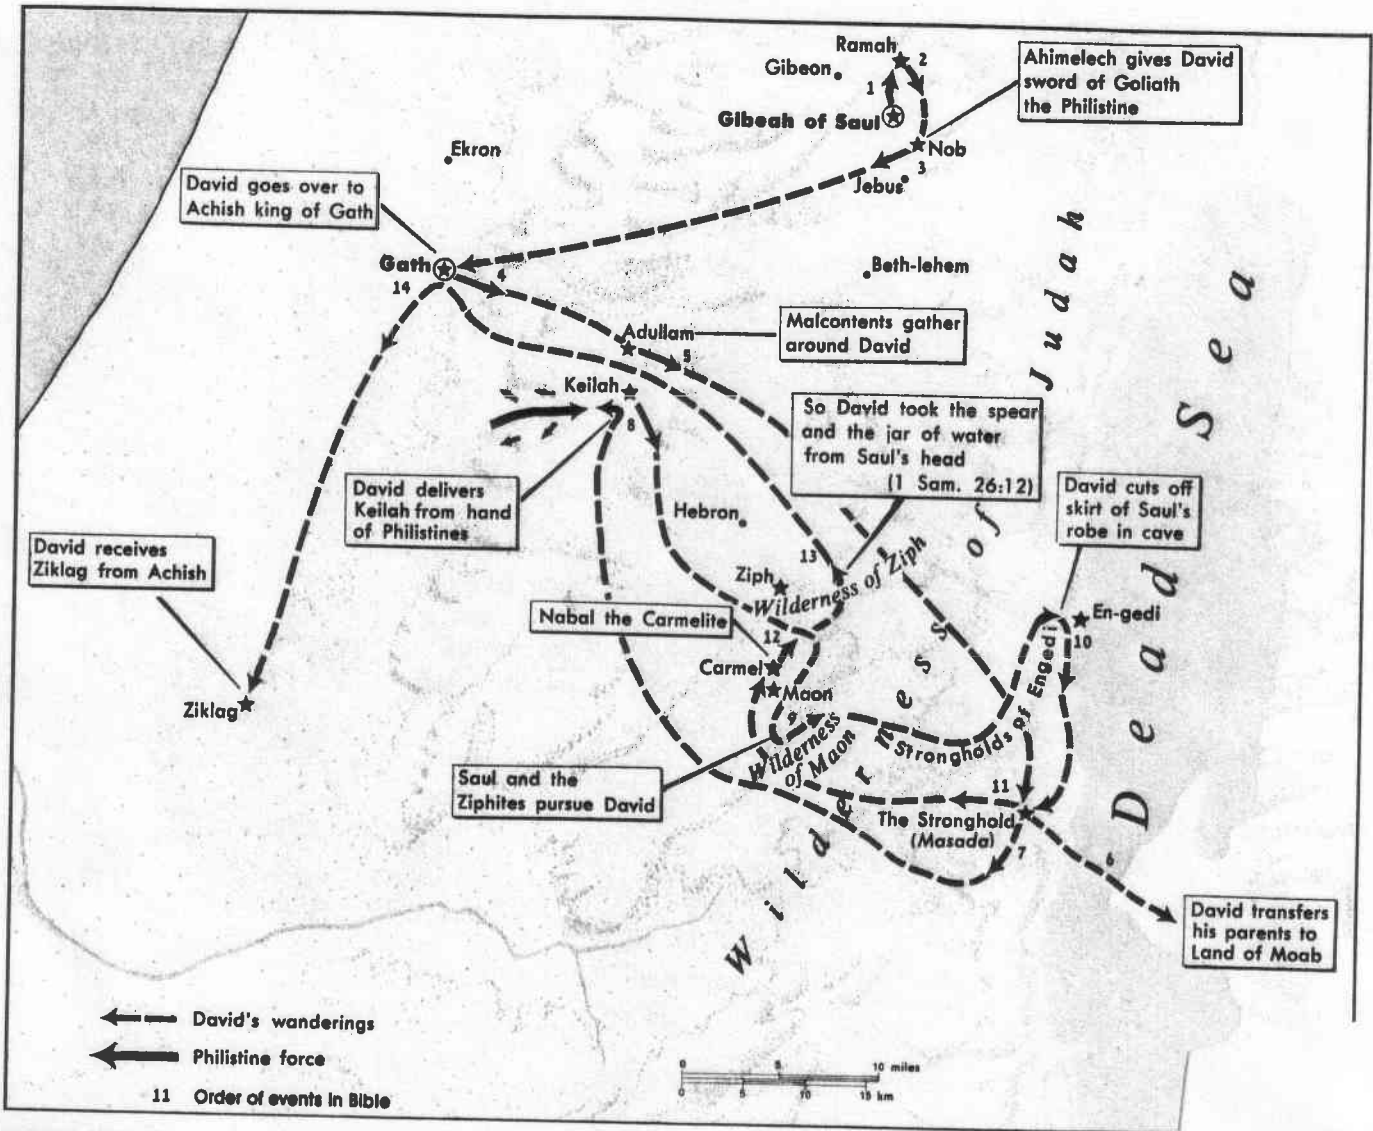 Ramah
2
Gibeon
1
Gibeah of Saul
Ahimelech gives David
sword of Goliath
the Philistine
Nob
3
Jebus
Ekron
David goes over to
Achish king of Gath
Gath
4
14
Beth-lehem
Adullam
5
Malcontents gather
around David
Keilah
8
So David took the spear
and the jar of water
from Saul's head
(1 Sam. 26:12)
David delivers
Keilah from hand
of Philistines
David cuts off
skirt of Saul's
robe in cave
Hebron
David receives
Ziklag from Achish
13
Ziph
Wilderness of Ziph
Nabal the Carmelite
12
En-gedi
10
Carmel
Maon
Ziklag
9
Wilderness
of Maon
Strongholds of Engedi
Saul and the
Ziphites pursue David
11
The Stronghold
(Masada)
7
6
David transfers
his parents to
Land of Moab
Wilderness of Judah
Dead Sea
David's wanderings
Philistine force
11 Order of events in Bible
0 5 10 miles
0 5 10 15 km